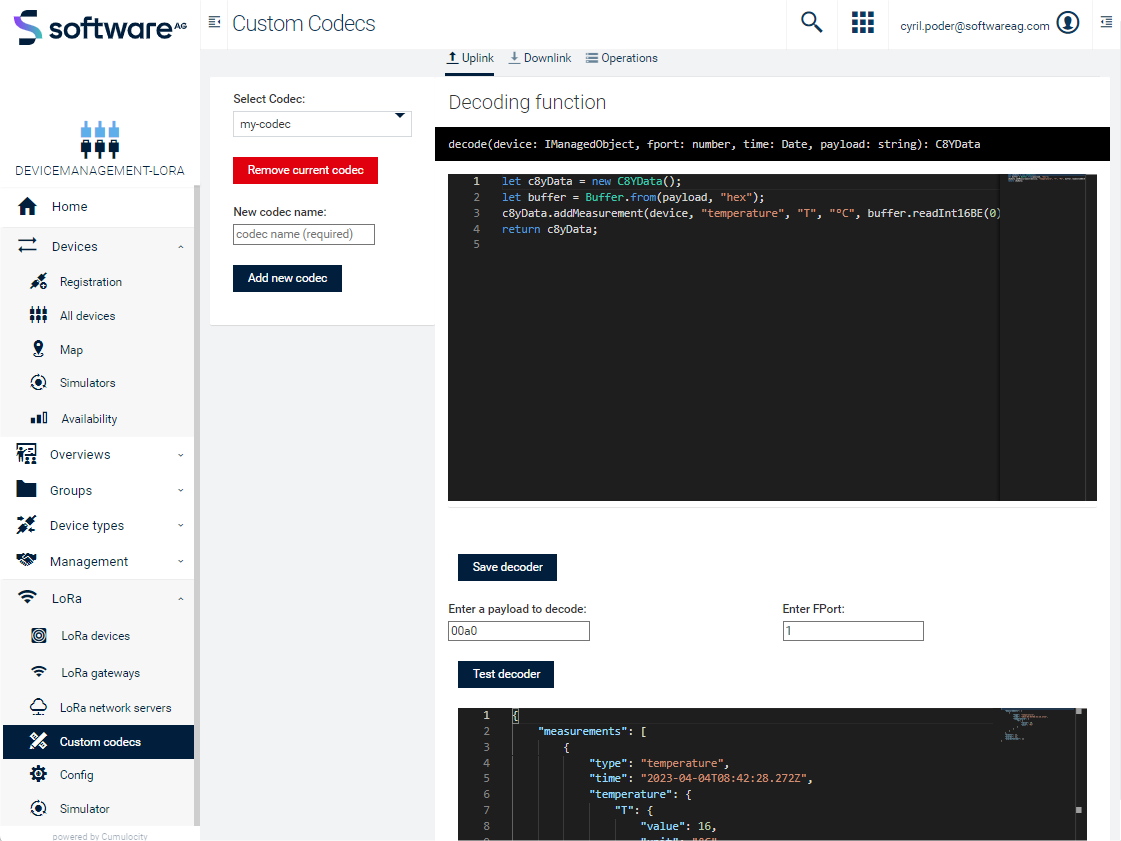 software AG
Custom Codecs
cyril.poder@softwareag.com
DEVICEMANAGEMENT-LORA
Home
Devices
Registration
All devices
Map
Simulators
Availability
Overviews
Groups
Device types
Management
LoRa
LoRa devices
LoRa gateways
LoRa network servers
Custom codecs
Config
Simulator
powered by Cumulocity
Uplink Downlink Operations
Select Codec:
my-codec
Remove current codec
New codec name:
codec name (required)
Add new codec
Decoding function
decode(device: IManagedObject, fport: number, time: Date, payload: string): C8YData
1 let c8yData = new C8YData();
2 let buffer = Buffer.from(payload, "hex");
3 c8yData.addMeasurement(device, "temperature", "T", "ºC", buffer.readInt16BE(0)
4 return c8yData;
5
Save decoder
Enter a payload to decode: Enter FPort:
00a0 1
Test decoder
1 {
2 "measurements": [
3 {
4 "type": "temperature",
5 "time": "2023-04-04T08:42:28.272Z",
6 "temperature": {
7 "T": {
8 "value": 16,